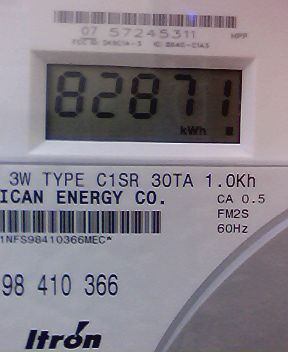 07 57245311
HPP
82871
kWh
3W TYPE C1SR 30TA 1.0Kh
ICAN ENERGY CO.
CA 0.5
FM2S
60Hz
1NFS98410366MEC*
98 410 366
Itron